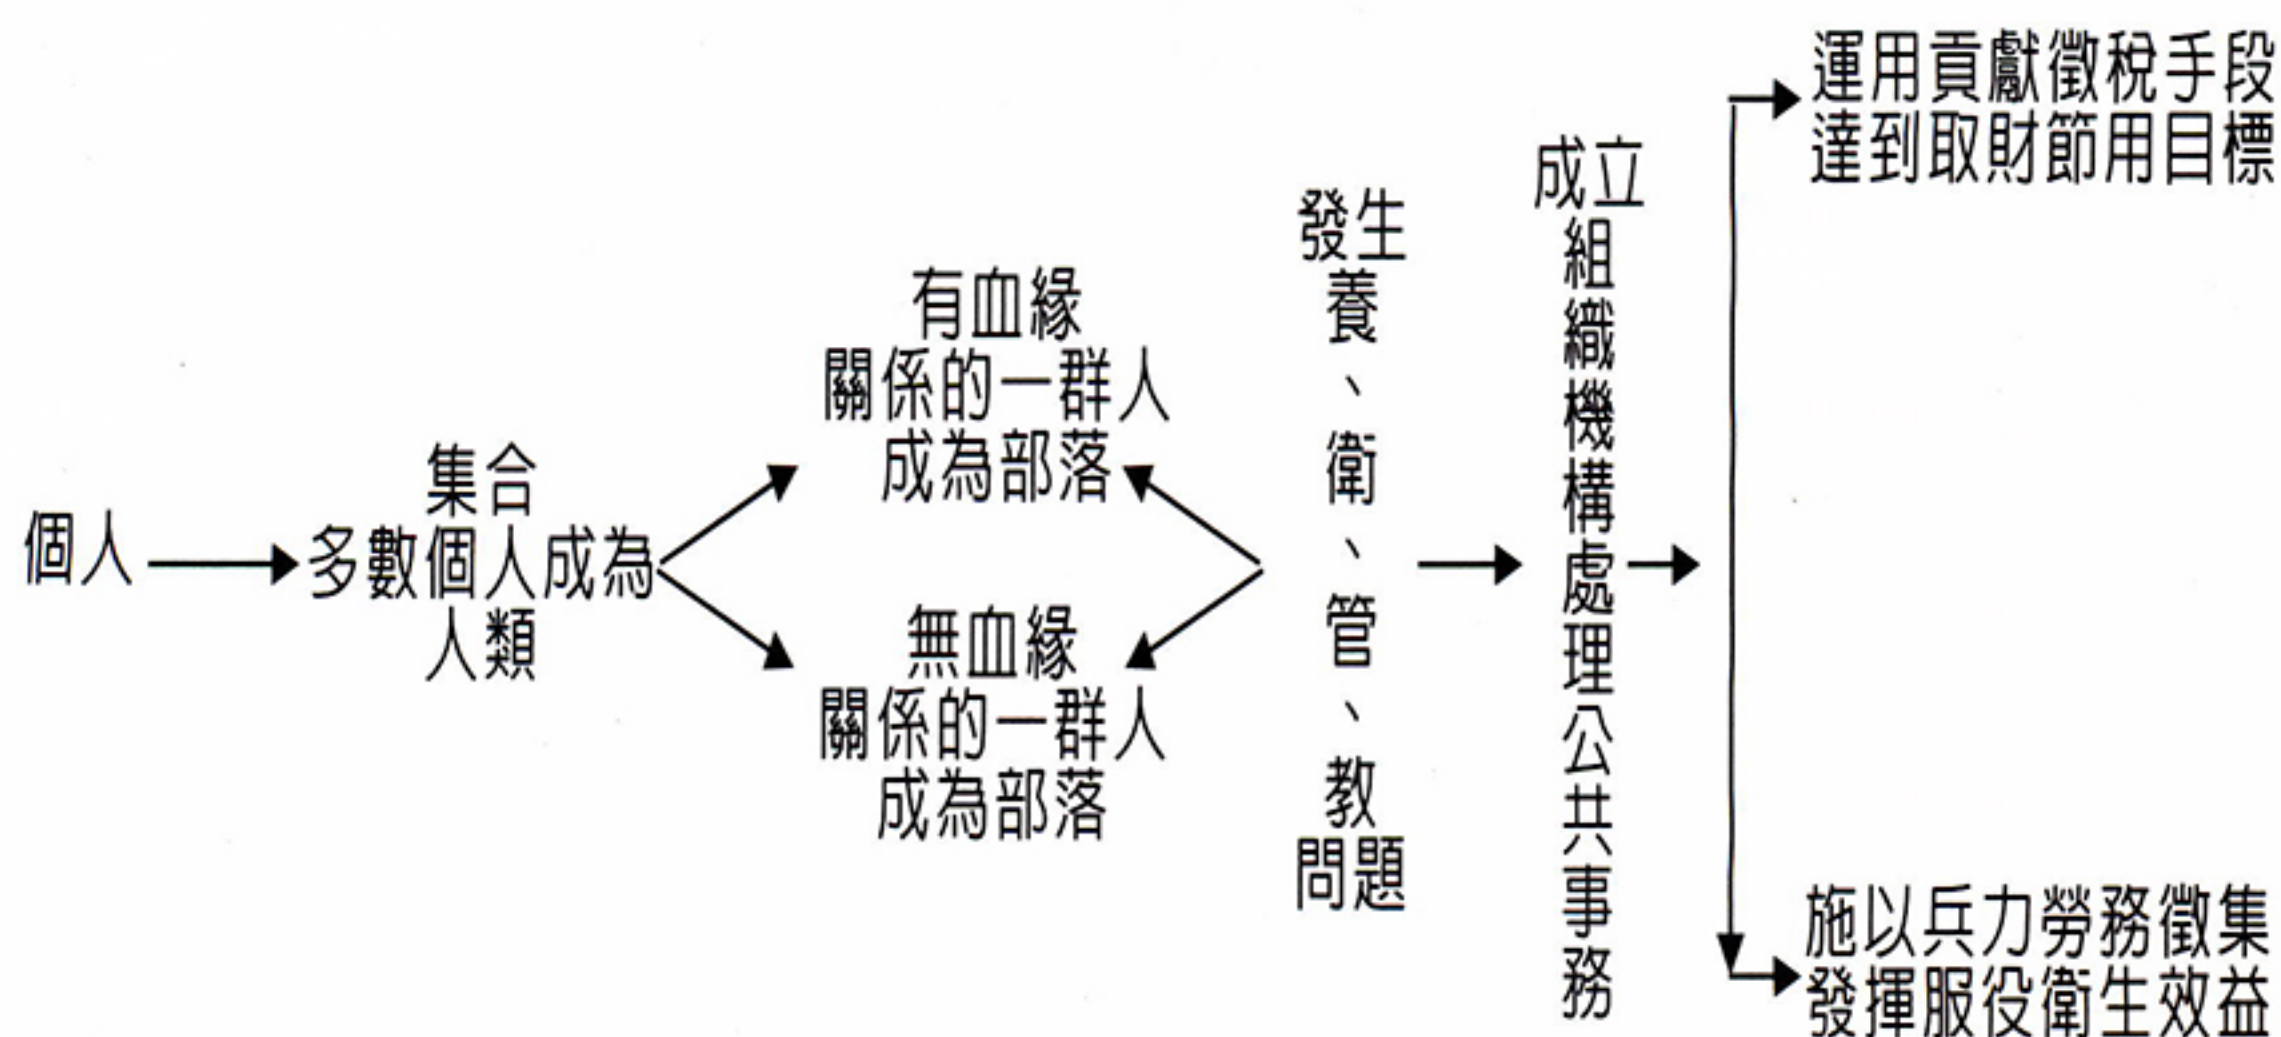 個人
集合
多數個人成為
人類
有血緣
關係的一群人
成為部落
無血緣
關係的一群人
成為部落
發生
養
、
衛
、
管
、
教
問題
成立
組
織
機
構
處
理
公
共
事
務
運用貢獻徵稅手段
達到取財節用目標
施以兵力勞務徵集
發揮服役衛生效益